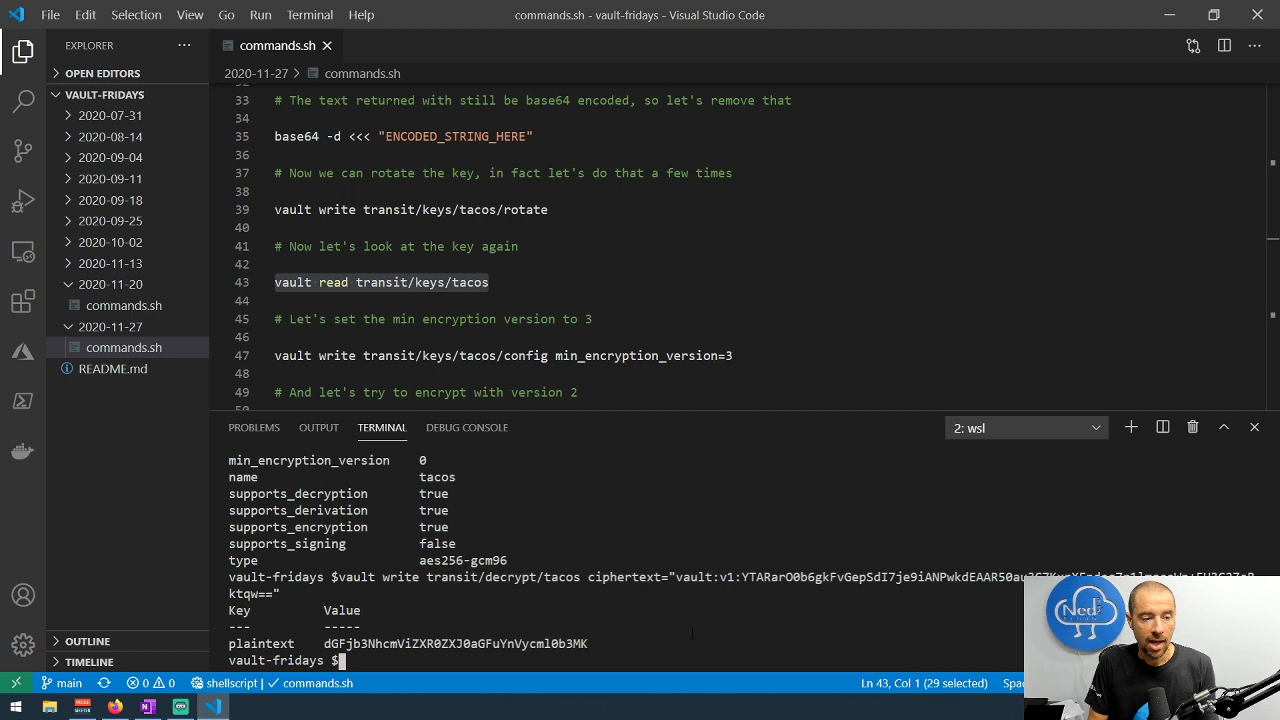 File Edit Selection View Go Run Terminal Help commands.sh - vault-fridays - Visual Studio Code
EXPLORER
OPEN EDITORS
VAULT-FRIDAYS
2020-07-31
2020-08-14
2020-09-04
2020-09-11
2020-09-18
2020-09-25
2020-10-02
2020-11-13
2020-11-20
commands.sh
2020-11-27
commands.sh
README.md
OUTLINE
TIMELINE
commands.sh
2020-11-27 > commands.sh
33 # The text returned with still be base64 encoded, so let's remove that
34
35 base64 -d <<< "ENCODED_STRING_HERE"
36
37 # Now we can rotate the key, in fact let's do that a few times
38
39 vault write transit/keys/tacos/rotate
40
41 # Now let's look at the key again
42
43 vault read transit/keys/tacos
44
45 # Let's set the min encryption version to 3
46
47 vault write transit/keys/tacos/config min_encryption_version=3
48
49 # And let's try to encrypt with version 2
PROBLEMS OUTPUT TERMINAL DEBUG CONSOLE 2: wsl
min_encryption_version 0
name tacos
supports_decryption true
supports_derivation true
supports_encryption true
supports_signing false
type aes256-gcm96
vault-fridays $vault write transit/decrypt/tacos
ktqw=="
Key Value
--- -----
plaintext dGFjb3NhcmViZXR0ZXJ0aGFuYnVycml0b3MK
vault-fridays $
Ned
main 0 0 shellscript | commands.sh Ln 43, Col 1 (29 selected)